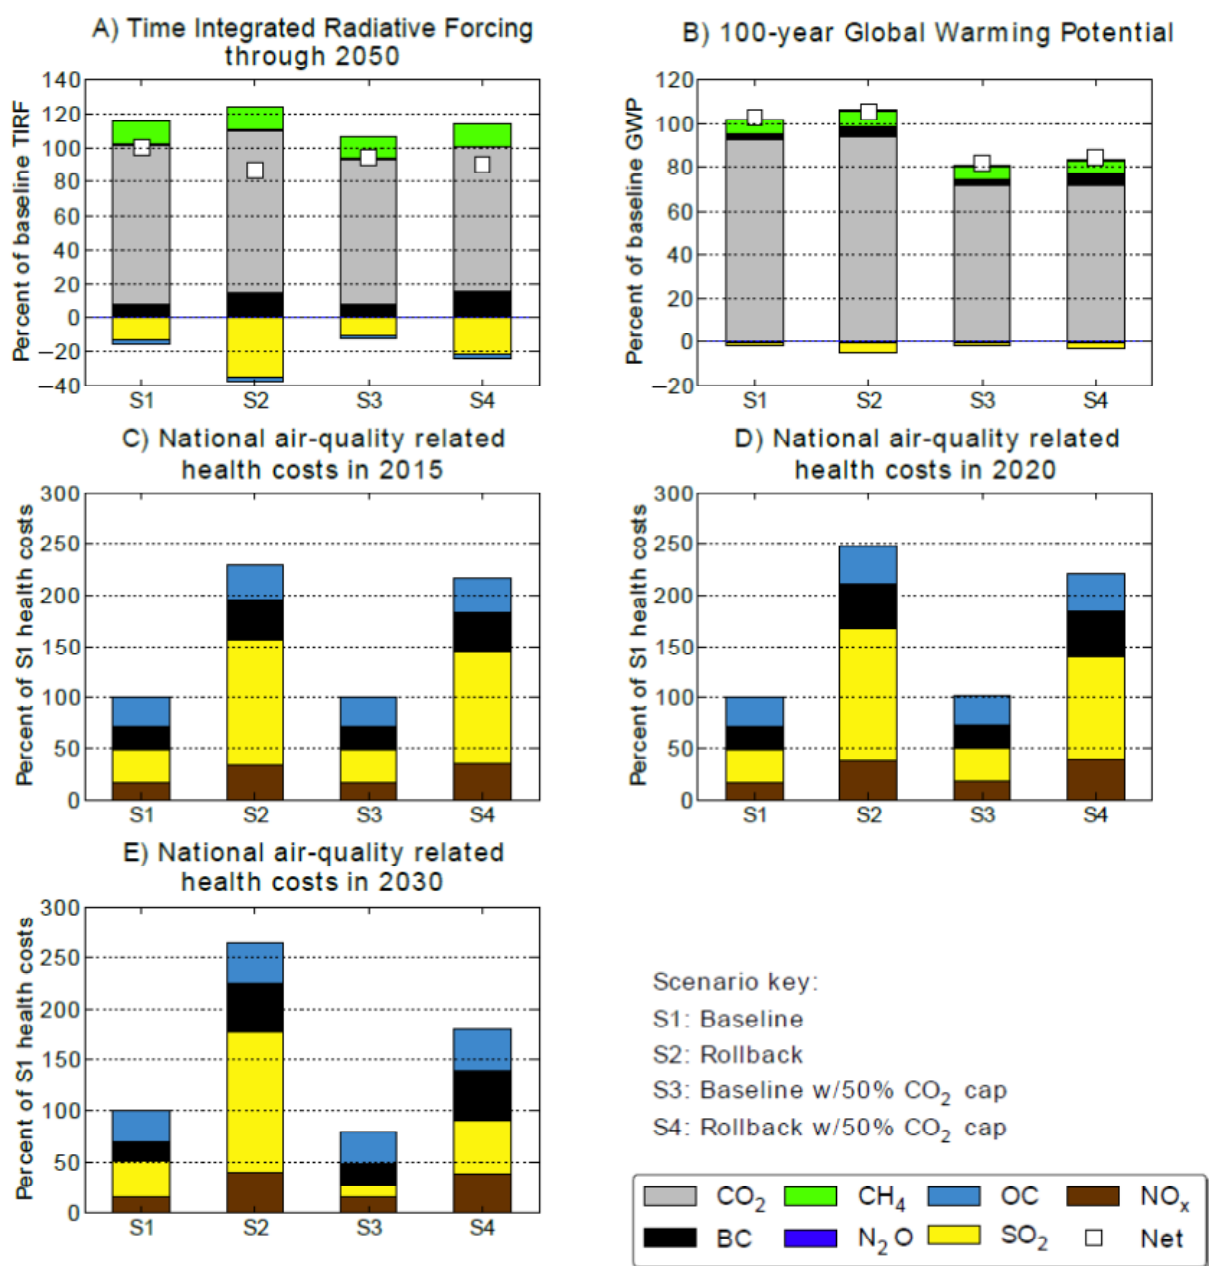 A) Time Integrated Radiative Forcing
through 2050
Percent of baseline TIRF
140
120
100
80
60
40
20
0
−20
−40
S1 S2 S3 S4
B) 100-year Global Warming Potential
Percent of baseline GWP
120
100
80
60
40
20
0
−20
S1 S2 S3 S4
C) National air-quality related
health costs in 2015
Percent of S1 health costs
300
250
200
150
100
50
0
S1 S2 S3 S4
D) National air-quality related
health costs in 2020
Percent of S1 health costs
300
250
200
150
100
50
0
S1 S2 S3 S4
E) National air-quality related
health costs in 2030
Percent of S1 health costs
300
250
200
150
100
50
0
S1 S2 S3 S4
Scenario key:
S1: Baseline
S2: Rollback
S3: Baseline w/50% CO₂ cap
S4: Rollback w/50% CO₂ cap
CO₂ CH₄ OC NOₓ
BC N₂O SO₂ Net